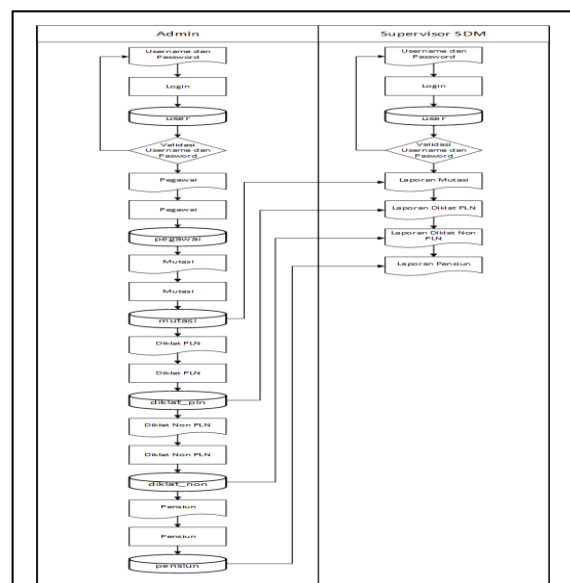 Admin
Username dan
Password
Login
user
Validasi
Username dan
Pasword
Pegawai
Pegawai
pegawai
Mutasi
Mutasi
mutasi
Diklat PLN
Diklat PLN
diklat_pln
Diklat Non PLN
Diklat Non PLN
diklat_non
Pensiun
Pensiun
pensiun
Supervisor SDM
Username dan
Password
Login
user
Validasi
Username dan
Pasword
Laporan Mutasi
Laporan Diklat PLN
Laporan Diklat Non
PLN
Laporan Pensiun